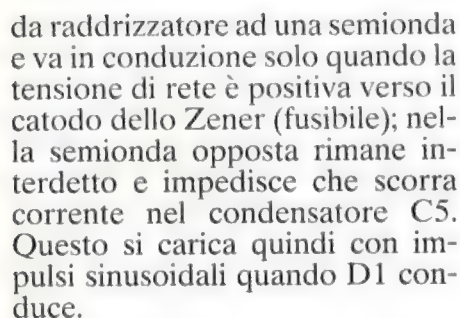 da raddrizzatore ad una semionda
e va in conduzione solo quando la
tensione di rete è positiva verso il
catodo dello Zener (fusibile); nel-
la semionda opposta rimane in-
terdetto e impedisce che scorra
corrente nel condensatore C5.
Questo si carica quindi con im-
pulsi sinusoidali quando D1 con-
duce.